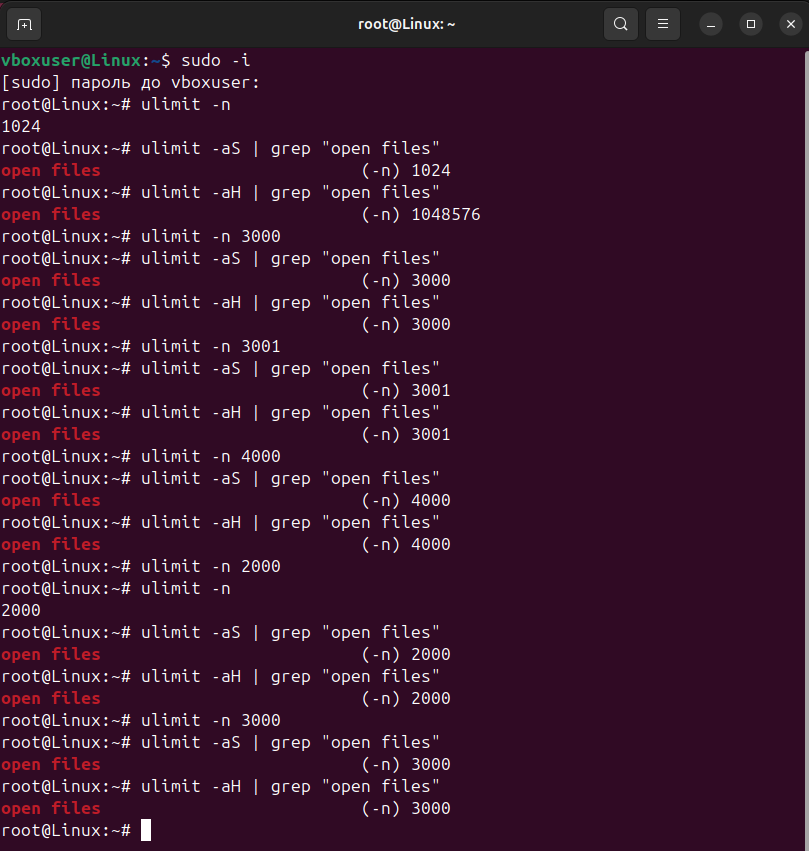 root@Linux: ~
vboxuser@Linux:~$ sudo -i
[sudo] пароль до vboxuser:
root@Linux:~# ulimit -n
1024
root@Linux:~# ulimit -aS | grep "open files"
open files                          (-n) 1024
root@Linux:~# ulimit -aH | grep "open files"
open files                          (-n) 1048576
root@Linux:~# ulimit -n 3000
root@Linux:~# ulimit -aS | grep "open files"
open files                          (-n) 3000
root@Linux:~# ulimit -aH | grep "open files"
open files                          (-n) 3000
root@Linux:~# ulimit -n 3001
root@Linux:~# ulimit -aS | grep "open files"
open files                          (-n) 3001
root@Linux:~# ulimit -aH | grep "open files"
open files                          (-n) 3001
root@Linux:~# ulimit -n 4000
root@Linux:~# ulimit -aS | grep "open files"
open files                          (-n) 4000
root@Linux:~# ulimit -aH | grep "open files"
open files                          (-n) 4000
root@Linux:~# ulimit -n 2000
root@Linux:~# ulimit -n
2000
root@Linux:~# ulimit -aS | grep "open files"
open files                          (-n) 2000
root@Linux:~# ulimit -aH | grep "open files"
open files                          (-n) 2000
root@Linux:~# ulimit -n 3000
root@Linux:~# ulimit -aS | grep "open files"
open files                          (-n) 3000
root@Linux:~# ulimit -aH | grep "open files"
open files                          (-n) 3000
root@Linux:~#